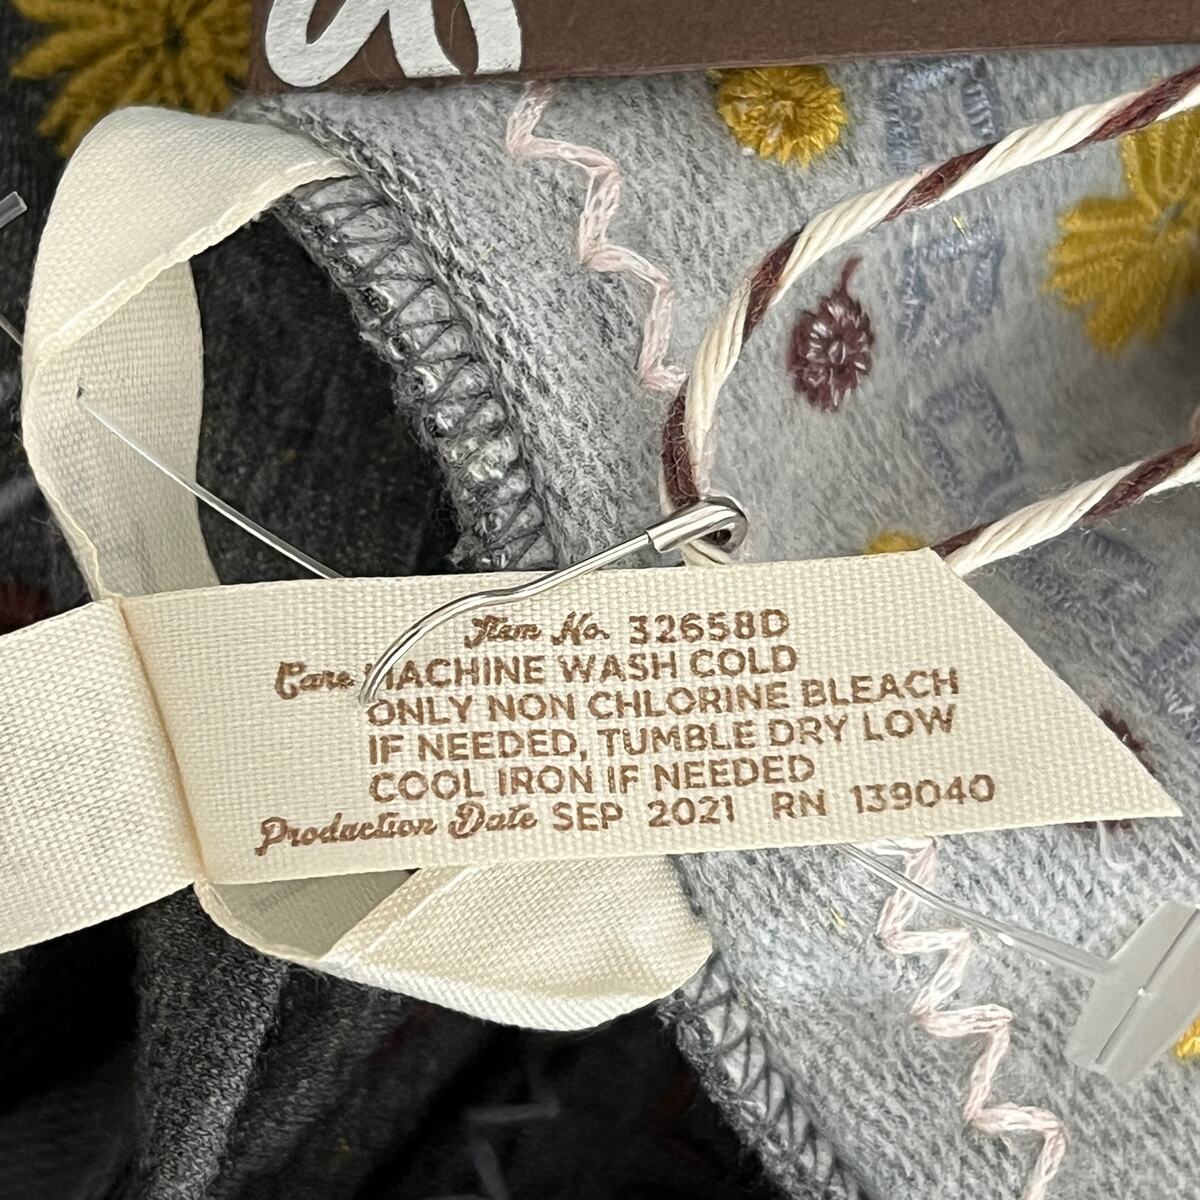 Item No. 32658D
Care MACHINE WASH COLD
ONLY NON CHLORINE BLEACH
IF NEEDED, TUMBLE DRY LOW
COOL IRON IF NEEDED
Production Date SEP 2021 RN 139040